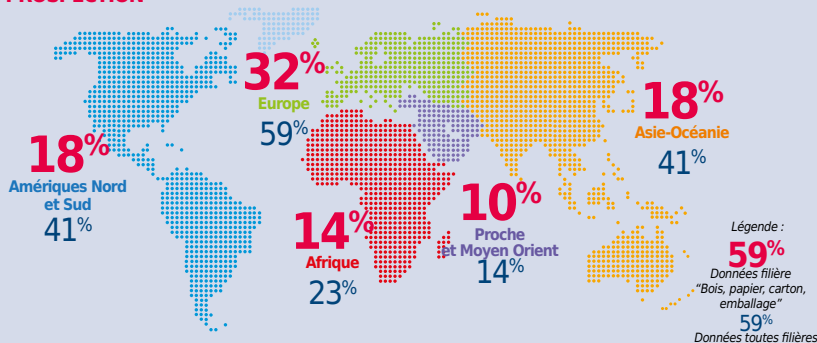 PROSPECTION
32%
Europe
59%
18%
Asie-Océanie
41%
18%
Amériques Nord
et Sud
41%
14%
Afrique
23%
10%
Proche
et Moyen Orient
14%
Légende :
59%
Données filière
“Bois, papier, carton,
emballage”
59%
Données toutes filières